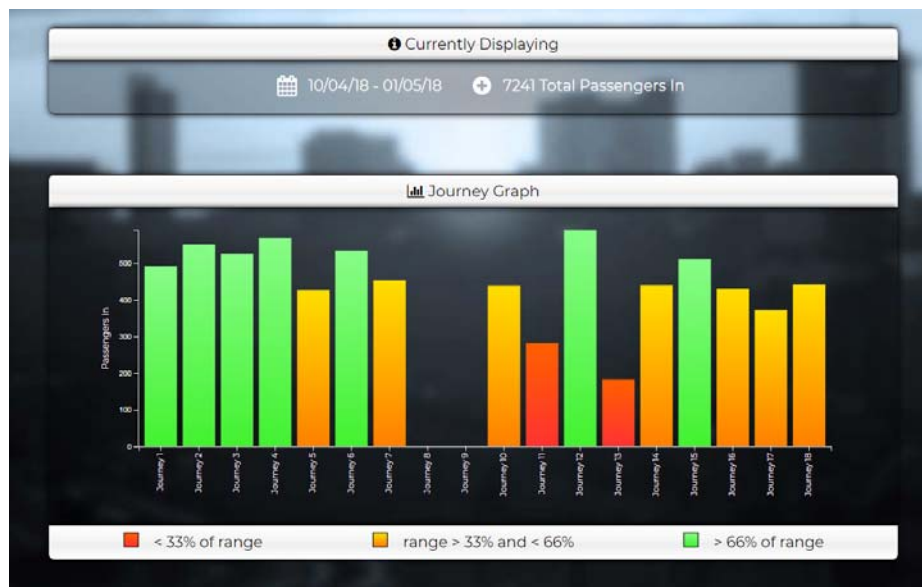 Currently Displaying
10/04/18 - 01/05/18 7241 Total Passengers In
Journey Graph
Passengers In
500
400
300
200
100
0
Journey 1
Journey 2
Journey 3
Journey 4
Journey 5
Journey 6
Journey 7
Journey 8
Journey 9
Journey 10
Journey 11
Journey 12
Journey 13
Journey 14
Journey 15
Journey 16
Journey 17
Journey 18
< 33% of range
range > 33% and < 66%
> 66% of range